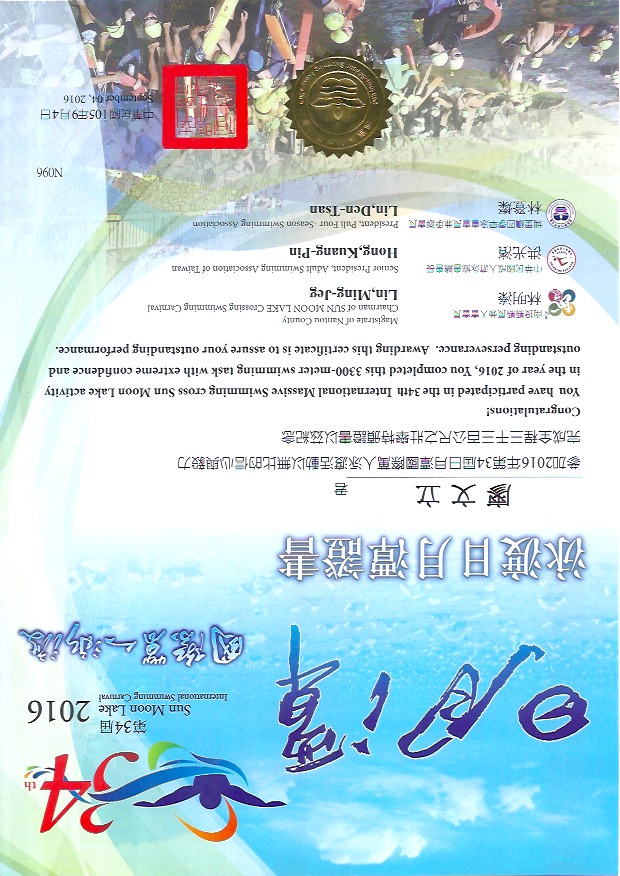 日月潭
34th
第34屆
Sun Moon Lake
International Swimming Carnival
2016
國際萬人泳渡
泳渡日月潭證書
廖文立 君
參加2016年第34屆日月潭國際萬人泳渡活動以無比的信心與毅力
完成全程三千三百公尺之壯舉特頒證書以茲紀念
Congratulations!
You have participated in the 34th International Massive Swimming cross Sun Moon Lake activity
in the year of 2016, You completed this 3300-meter swimming task with extreme confidence and
outstanding perseverance. Awarding this certificate is to assure your outstanding performance.
南投縣縣長兼大會會長
林明溱
Magistrate of Nantou County
Chairman of SUN MOON LAKE Crossing Swimming Carnival
Lin,Ming-Jeg
中華民國成人游泳協會總會長
洪光濱
Senior President, Adult Swimming Association of Taiwan
Hong,Kuang-Pin
埔里鎮四季早泳會會長兼承辦會長
林登燦
President, Puli Four -Season Swimming Association
Lin,Den-Tsan
N096
中華民國105年9月4日
September 04, 2016